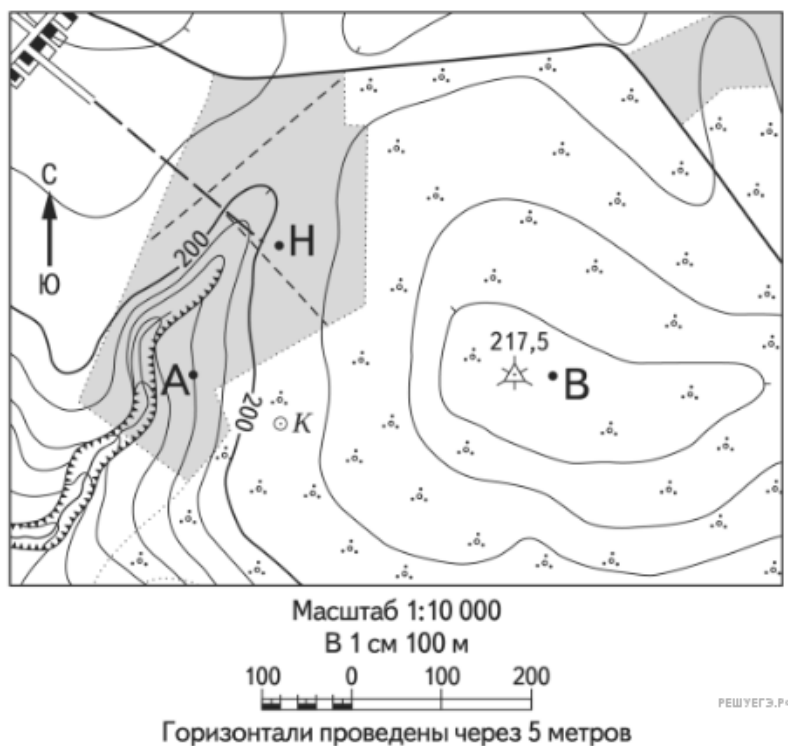 С
Ю
200
Н
217,5
А
В
200
К
Масштаб 1:10 000
В 1 см 100 м
100 0 100 200
РЕШУЕГЭ.РФ
Горизонтали проведены через 5 метров